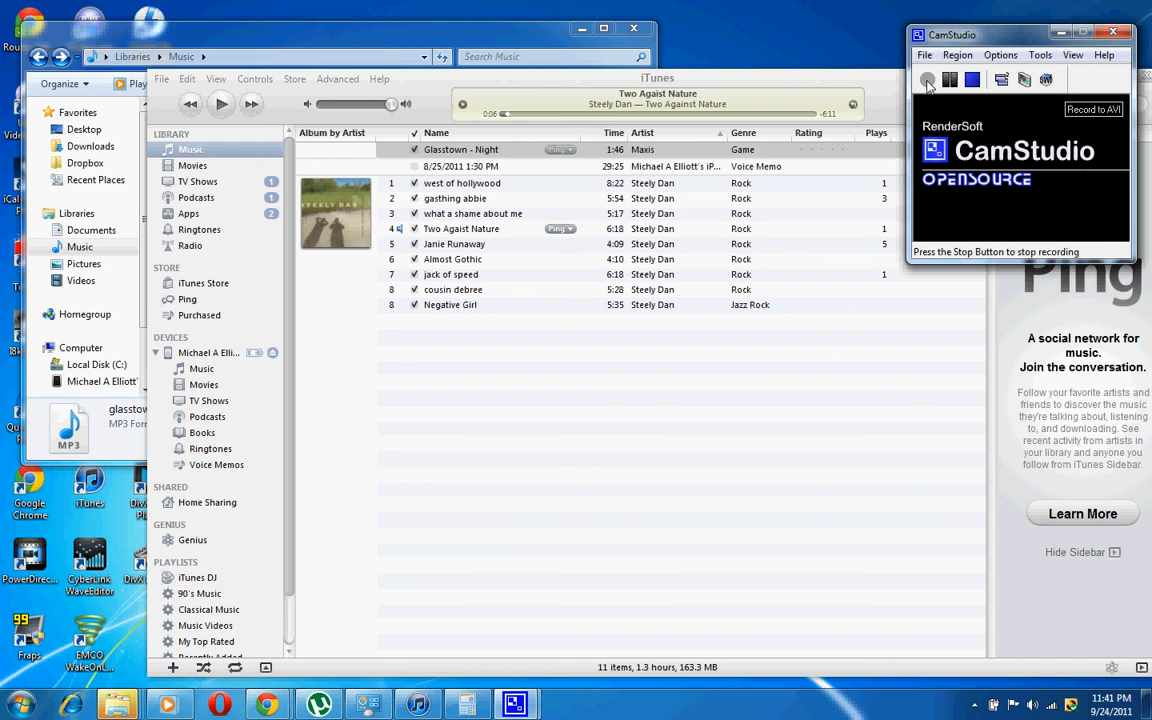 Libraries ▸ Music ▸
Search Music
Organize ▾
Play
Favorites
Desktop
Downloads
Dropbox
Recent Places
Libraries
Documents
Music
Pictures
Videos
Homegroup
Computer
Local Disk (C:)
Michael A Elliott'
glastow
MP3 For
MP3
File Edit View Controls Store Advanced Help
iTunes
Two Agaist Nature
Steely Dan — Two Against Nature
0:06
-6:11
LIBRARY
Music
Movies
TV Shows 1
Podcasts 1
Apps 2
Ringtones
Radio
STORE
iTunes Store
Ping
Purchased
DEVICES
Michael A Elli...
Music
Movies
TV Shows
Podcasts
Books
Ringtones
Voice Memos
SHARED
Home Sharing
GENIUS
Genius
PLAYLISTS
iTunes DJ
90's Music
Classical Music
Music Videos
My Top Rated
Recently Added
Album by Artist ✓ Name Time Artist Genre Rating Plays
✓ Glasstown - Night Ping 1:46 Maxis Game
8/25/2011 1:30 PM 29:25 Michael A Elliott's iP... Voice Memo
STEELY DAN
1 ✓ west of hollywood 8:22 Steely Dan Rock 1
2 ✓ gasthing abbie 5:54 Steely Dan Rock 3
3 ✓ what a shame about me 5:17 Steely Dan Rock
4 ✓ Two Agaist Nature Ping 6:18 Steely Dan Rock 1
5 ✓ Janie Runaway 4:09 Steely Dan Rock 5
6 ✓ Almost Gothic 4:10 Steely Dan Rock
7 ✓ jack of speed 6:18 Steely Dan Rock 1
8 ✓ cousin debree 5:28 Steely Dan Rock
8 ✓ Negative Girl 5:35 Steely Dan Jazz Rock
11 items, 1.3 hours, 163.3 MB
CamStudio
File Region Options Tools View Help
Record to AVI
RenderSoft
CamStudio
OPENSOURCE
Press the Stop Button to stop recording
Ping
A social network for
music.
Join the conversation.
Follow your favorite artists and
friends to discover the music
they're talking about, listening
to, and downloading. See
recent activity from artists in
your library and anyone you
follow from iTunes Sidebar.
Learn More
Hide Sidebar
Google
Chrome
iTunes
PowerDirec...
CyberLink
WaveEditor
99
Fraps
EMCO
WakeOnL...
11:41 PM
9/24/2011